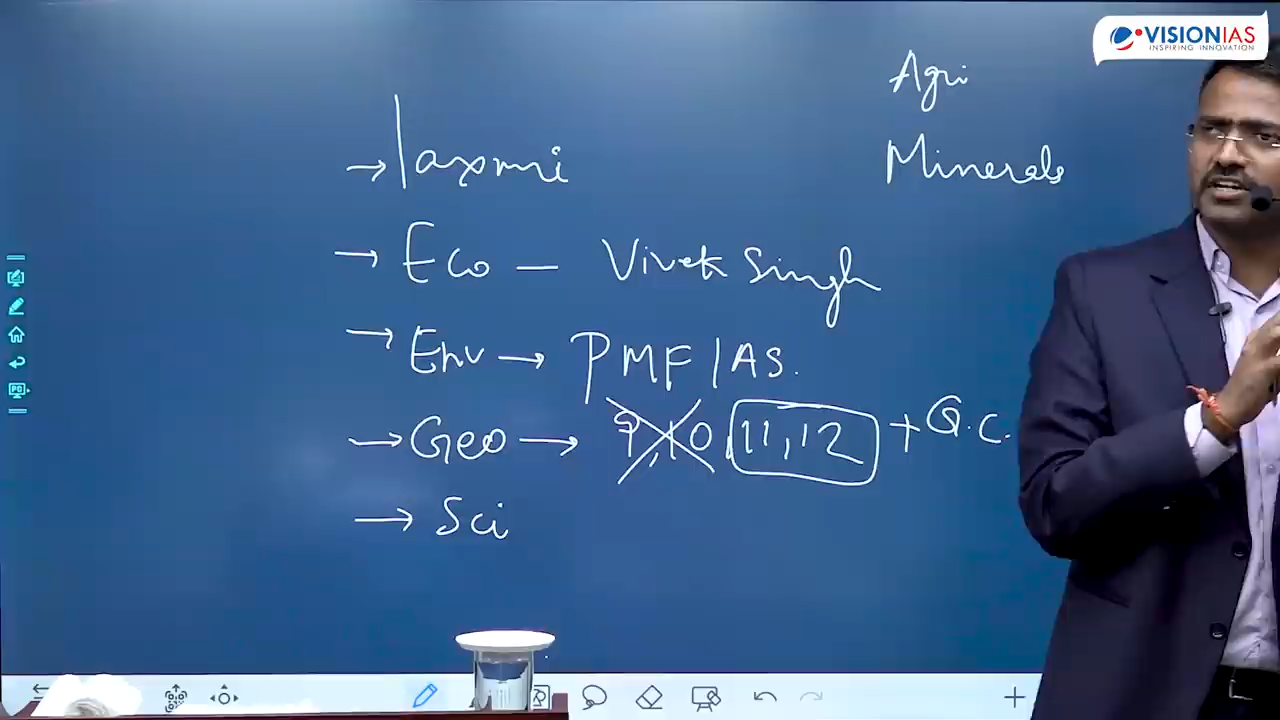 VISIONIAS
INSPIRING INNOVATION
Agri
Minerals
→ laxmi
→ Eco — Vivek Singh
→ Env → PMF IAS.
→ Geo → 9, 10, 11, 12 + G.C.
→ Sci